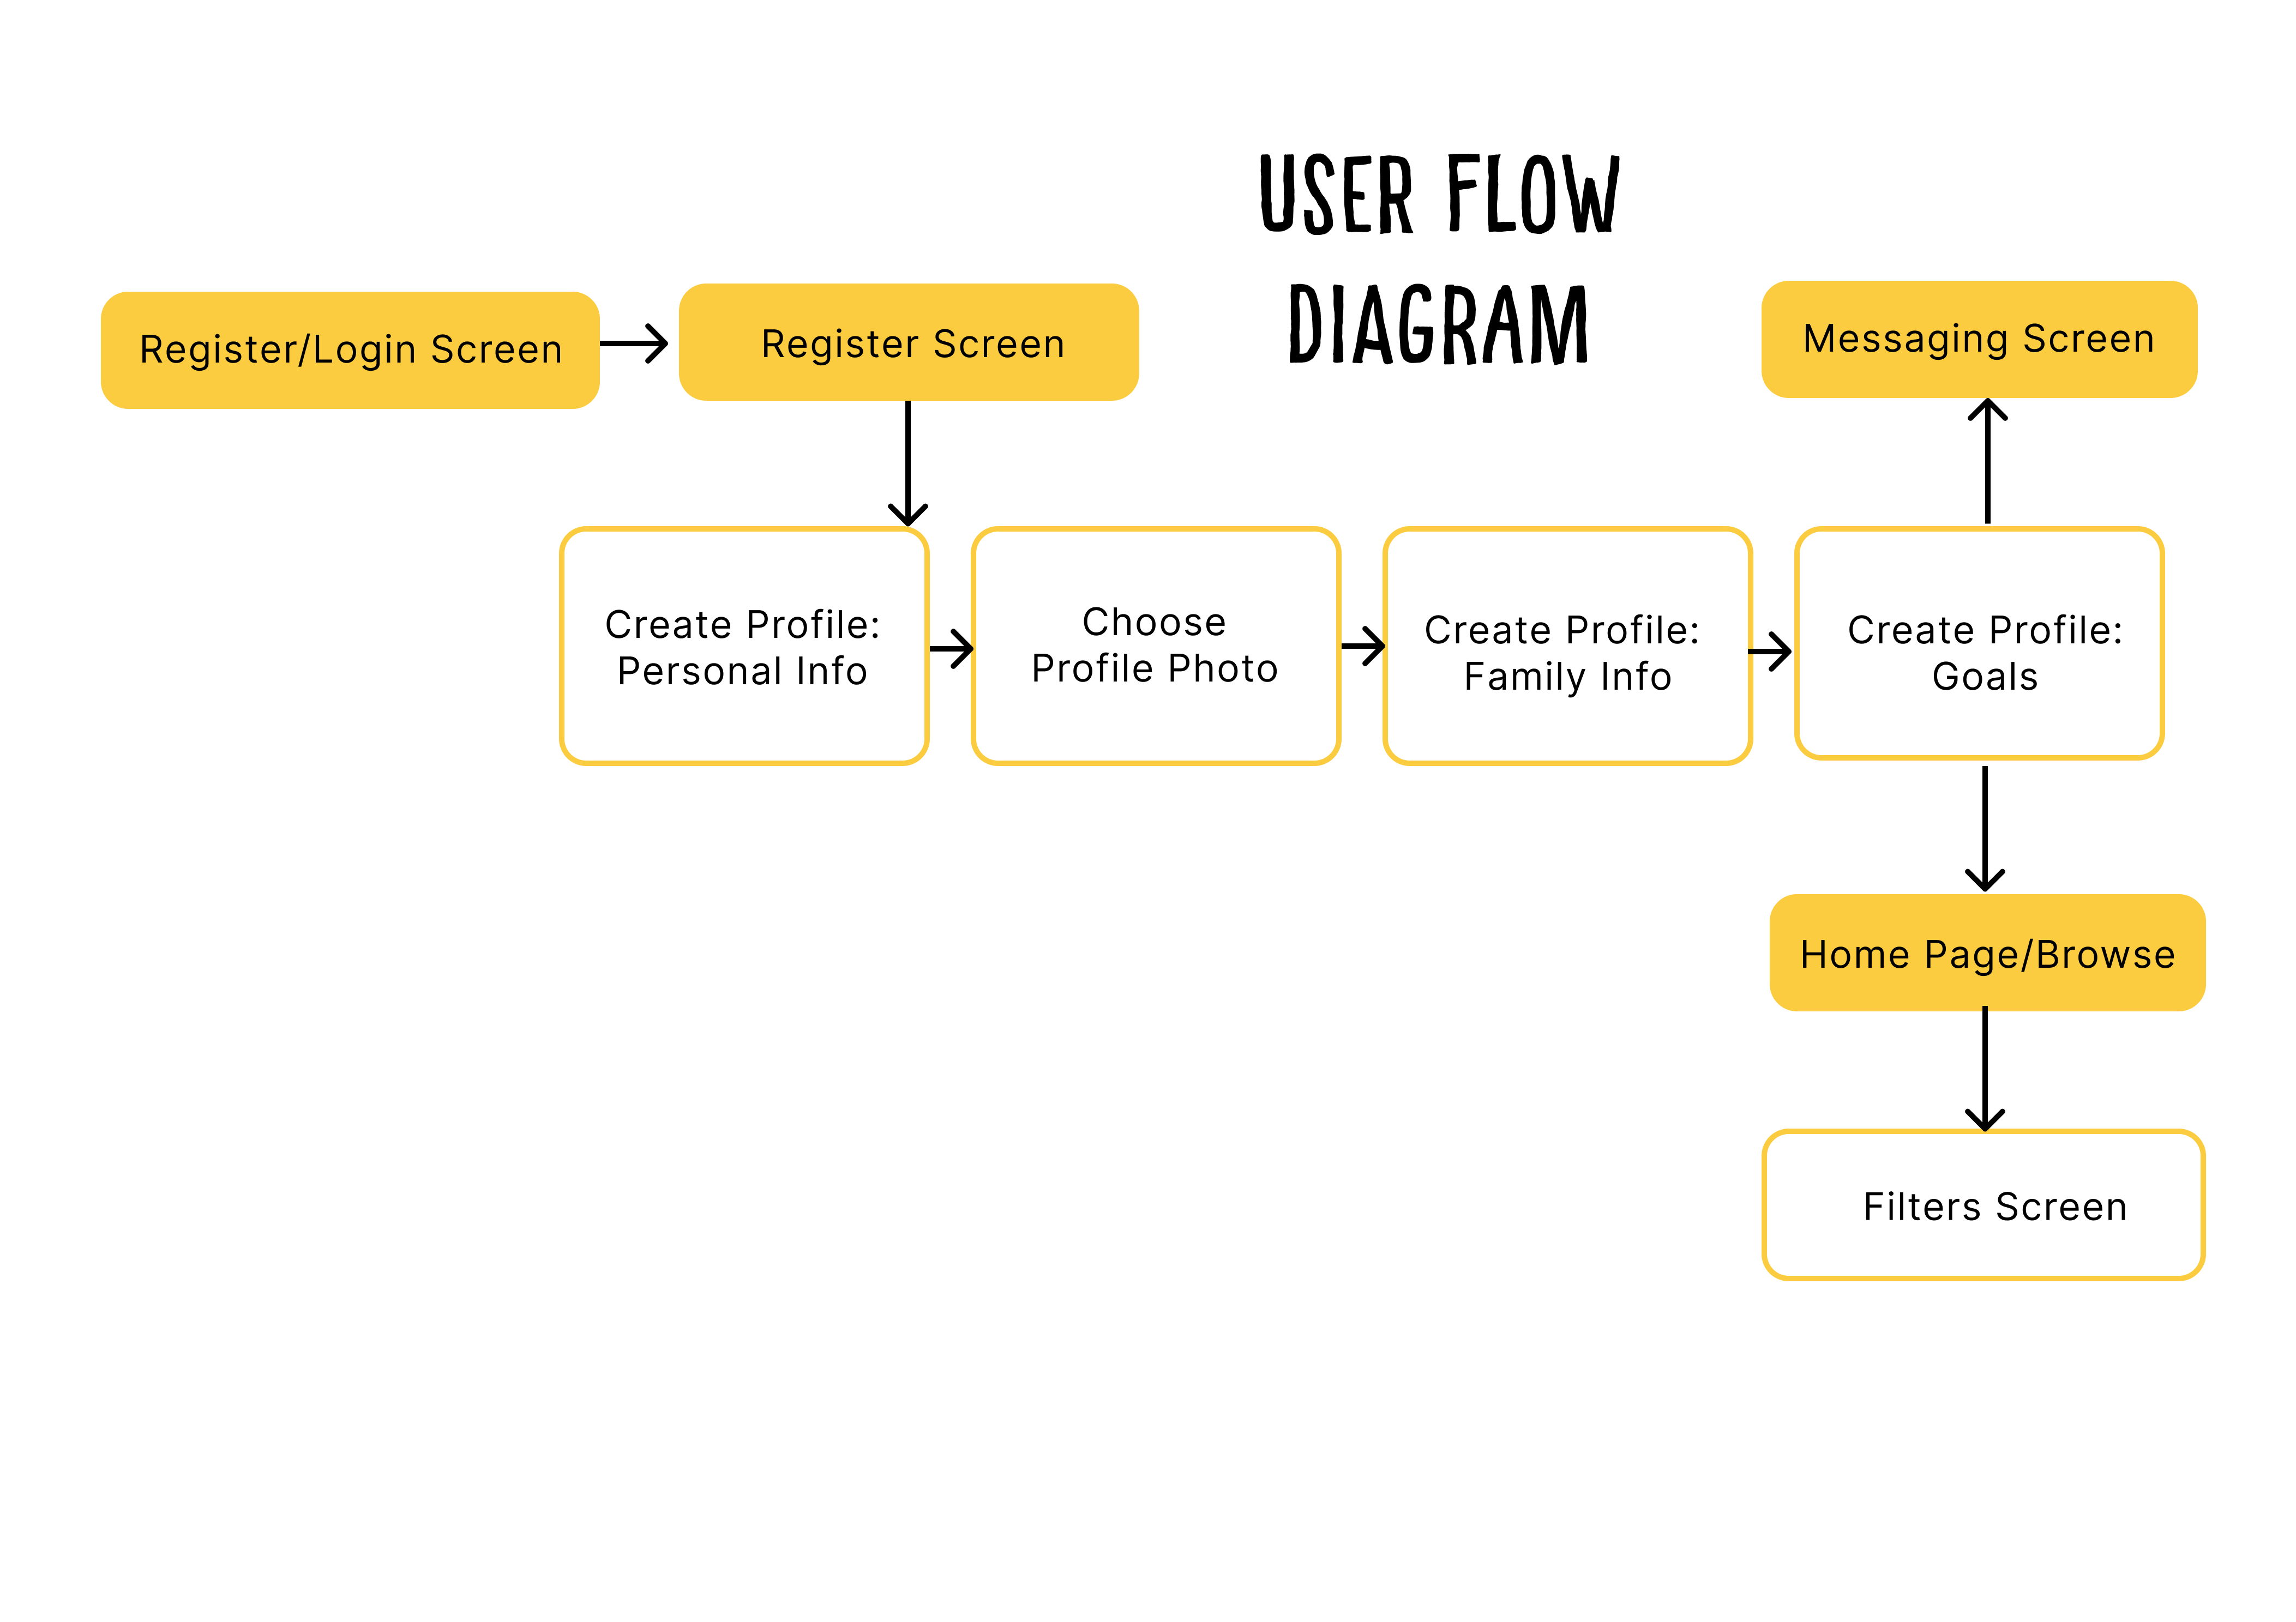 USER FLOW
DIAGRAM
Register/Login Screen
Register Screen
Messaging Screen
Create Profile:
Personal Info
Choose
Profile Photo
Create Profile:
Family Info
Create Profile:
Goals
Home Page/Browse
Filters Screen